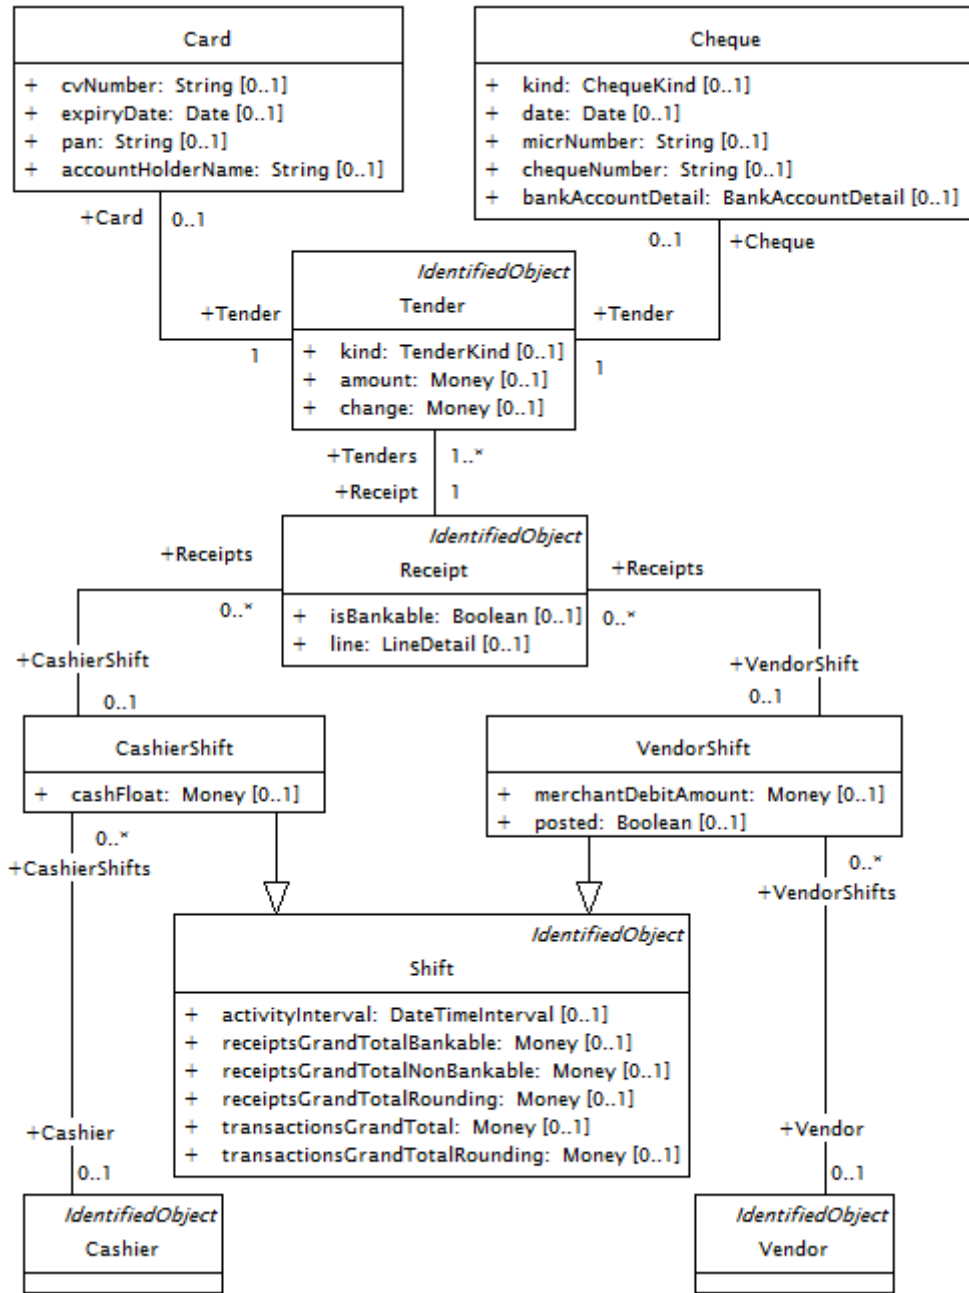 Card
+ cvNumber: String [0..1]
+ expiryDate: Date [0..1]
+ pan: String [0..1]
+ accountHolderName: String [0..1]
Cheque
+ kind: ChequeKind [0..1]
+ date: Date [0..1]
+ micrNumber: String [0..1]
+ chequeNumber: String [0..1]
+ bankAccountDetail: BankAccountDetail [0..1]
+Card 0..1
0..1 +Cheque
+Tender
1
+Tender
1
IdentifiedObject
Tender
+ kind: TenderKind [0..1]
+ amount: Money [0..1]
+ change: Money [0..1]
+Tenders 1..*
+Receipt 1
IdentifiedObject
Receipt
+ isBankable: Boolean [0..1]
+ line: LineDetail [0..1]
+Receipts
0..*
+Receipts
0..*
+CashierShift
0..1
+VendorShift
0..1
CashierShift
+ cashFloat: Money [0..1]
VendorShift
+ merchantDebitAmount: Money [0..1]
+ posted: Boolean [0..1]
0..*
+CashierShifts
0..*
+VendorShifts
IdentifiedObject
Shift
+ activityInterval: DateTimeInterval [0..1]
+ receiptsGrandTotalBankable: Money [0..1]
+ receiptsGrandTotalNonBankable: Money [0..1]
+ receiptsGrandTotalRounding: Money [0..1]
+ transactionsGrandTotal: Money [0..1]
+ transactionsGrandTotalRounding: Money [0..1]
+Cashier
0..1
+Vendor
0..1
IdentifiedObject
Cashier
IdentifiedObject
Vendor